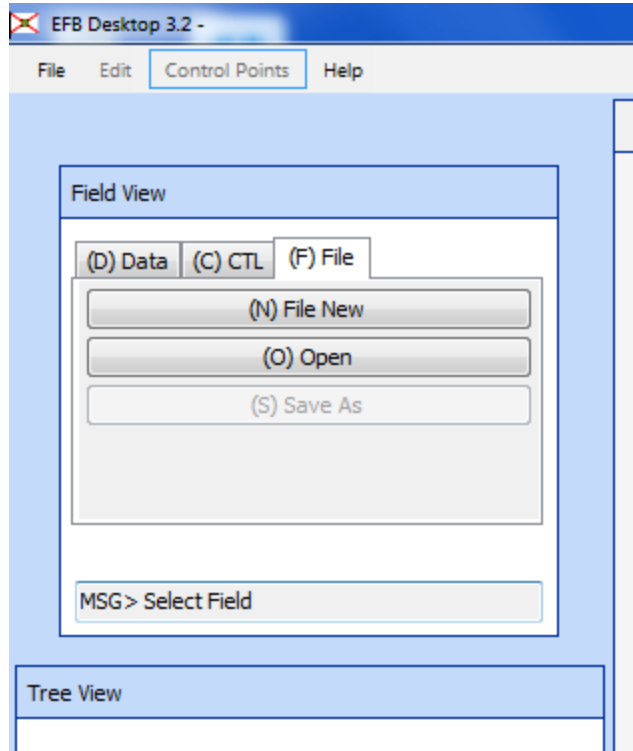 EFB Desktop 3.2 -
File Edit Control Points Help
Field View
(D) Data (C) CTL (F) File
(N) File New
(O) Open
(S) Save As
MSG> Select Field
Tree View